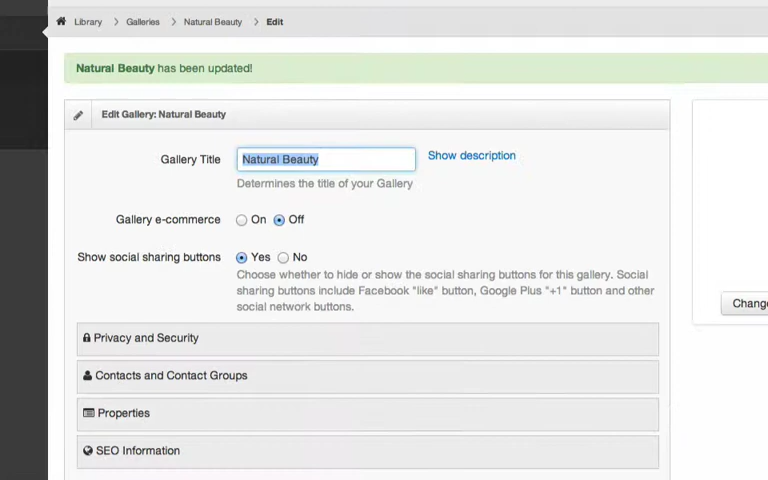 Library Galleries Natural Beauty Edit
Natural Beauty has been updated!
Edit Gallery: Natural Beauty
Gallery Title Natural Beauty Show description
Determines the title of your Gallery
Gallery e-commerce On Off
Show social sharing buttons Yes No
Choose whether to hide or show the social sharing buttons for this gallery. Social
sharing buttons include Facebook "like" button, Google Plus "+1" button and other
social network buttons.
Chang
Privacy and Security
Contacts and Contact Groups
Properties
SEO Information